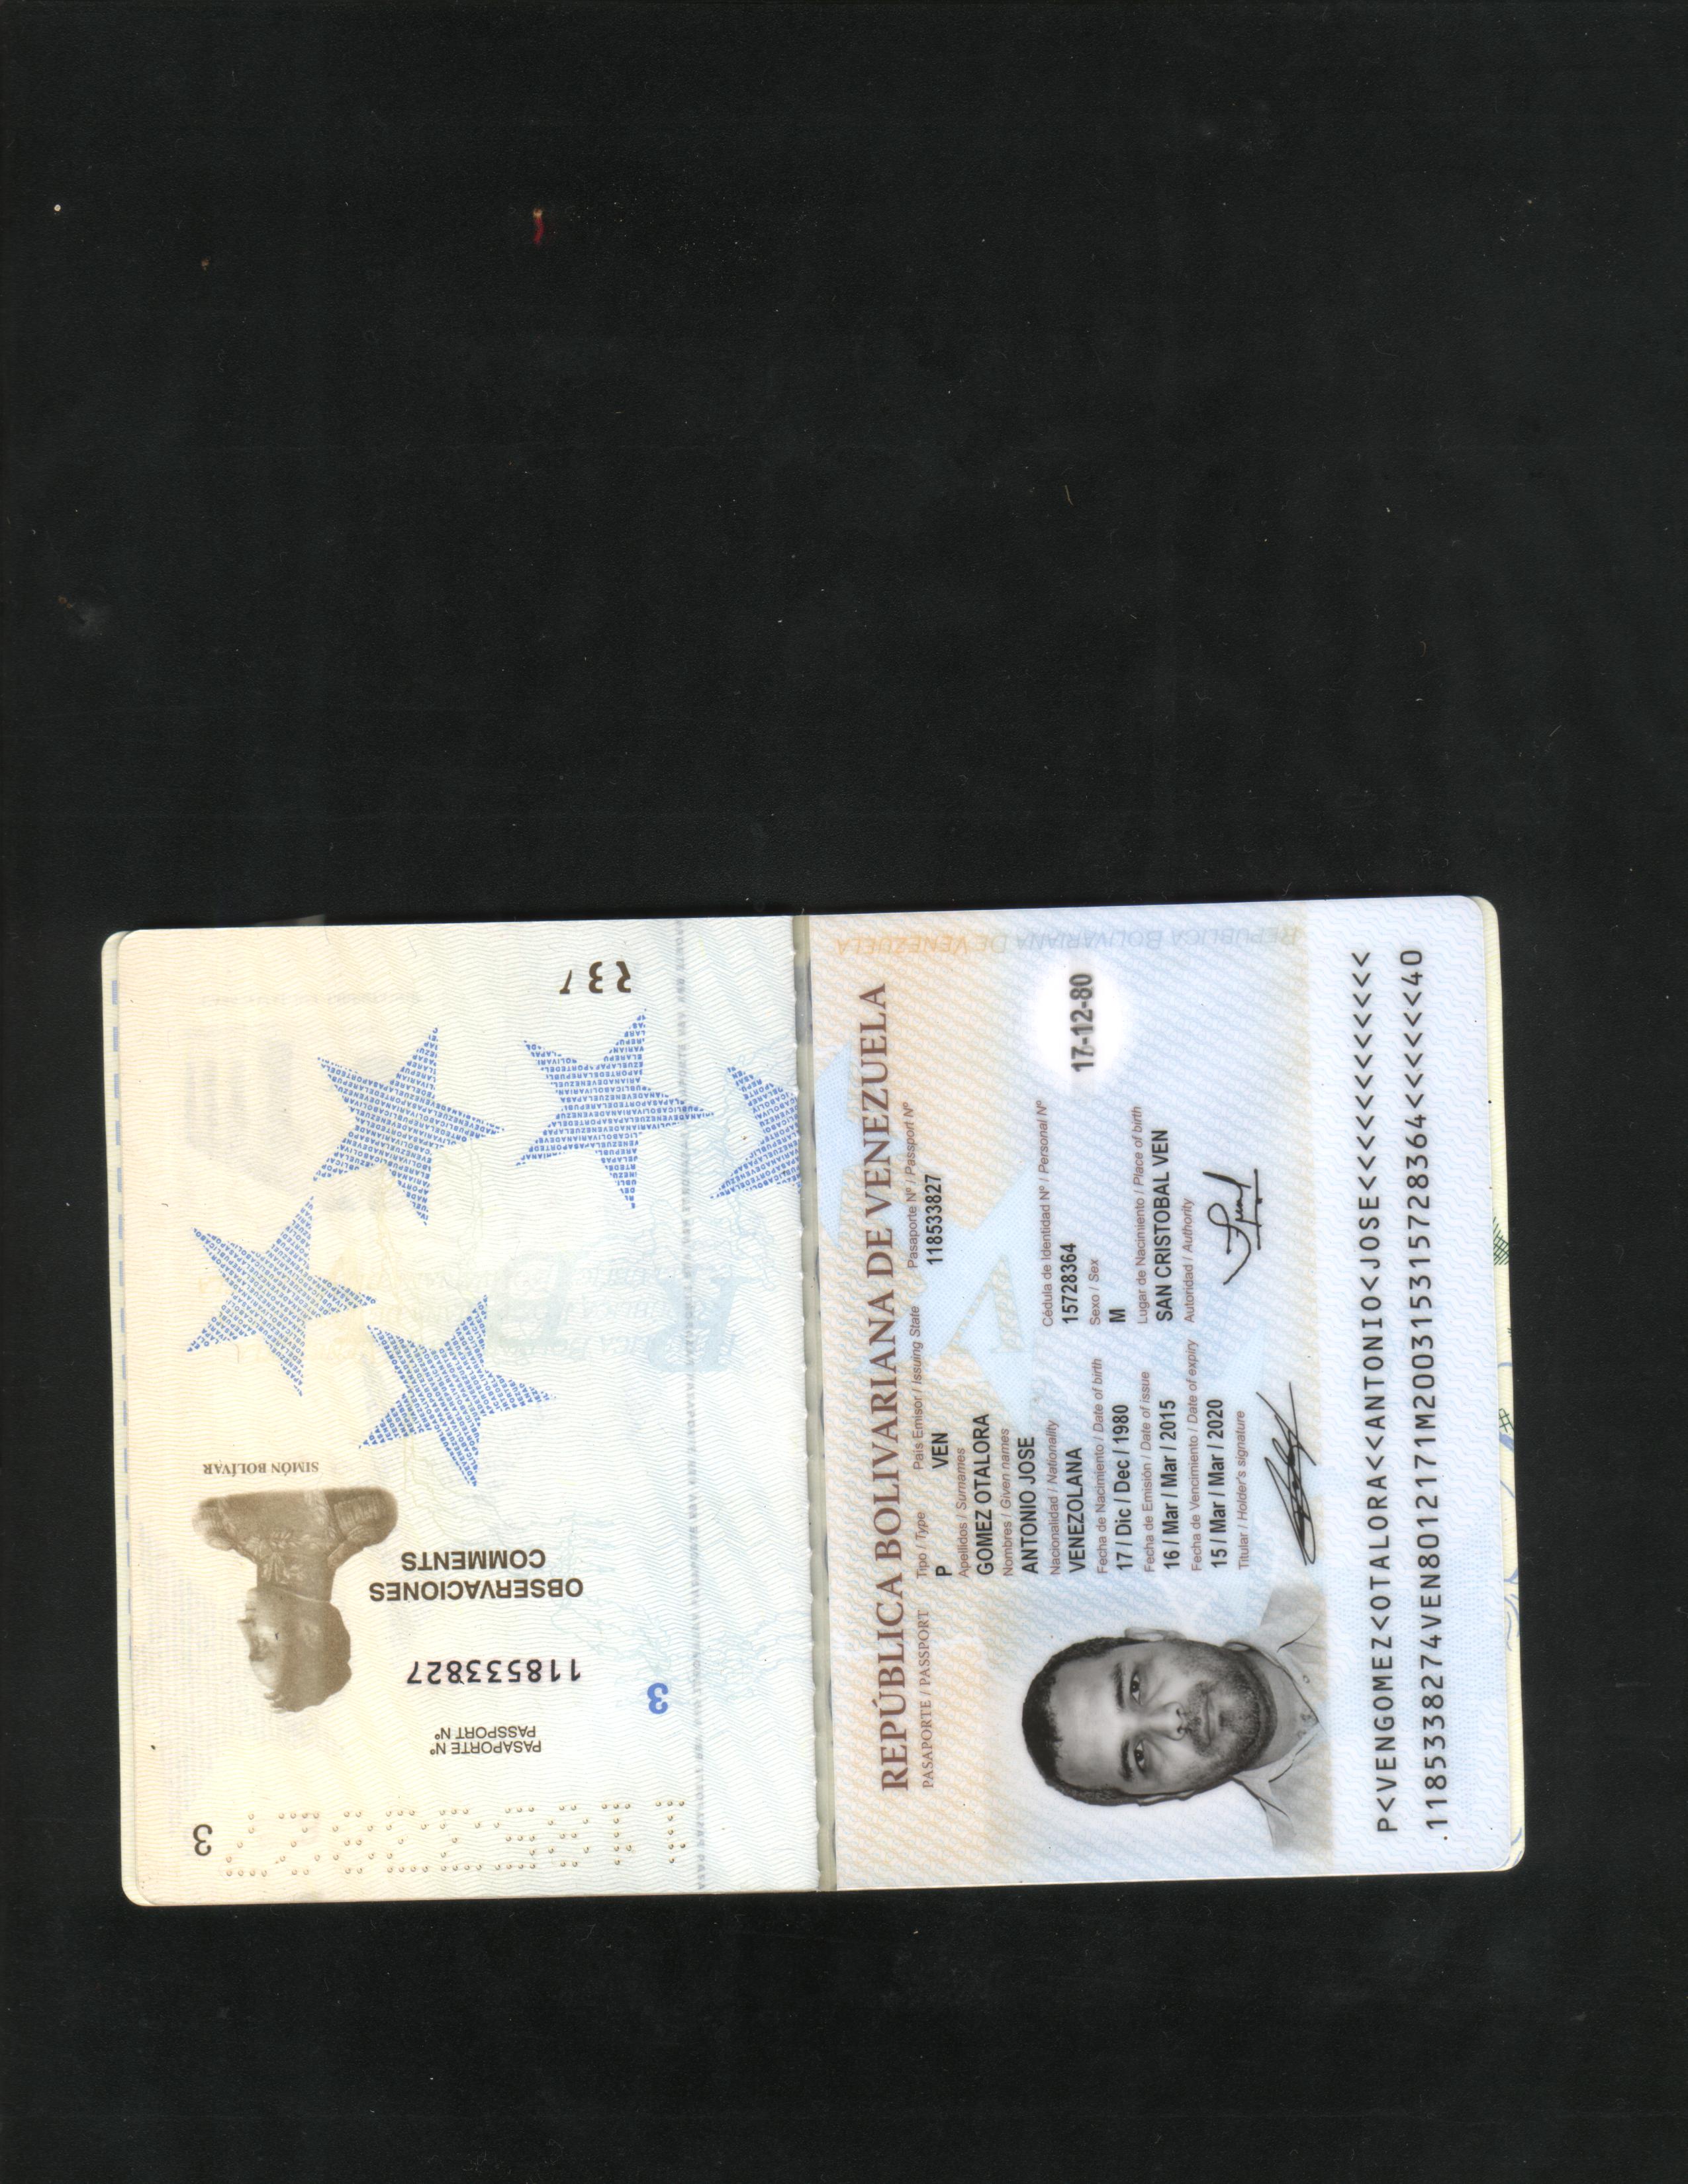 3
PASAPORTE Nº
PASSPORT Nº
118533827
OBSERVACIONES
COMMENTS
SIMÓN BOLÍVAR
3
REPÚBLICA BOLIVARIANA DE VENEZUELA
REPÚBLICA BOLIVARIANA DE VENEZUELA
PASAPORTE / PASSPORT
Tipo / Type País Emisor / Issuing State Pasaporte Nº / Passport Nº
P VEN 118533827
Apellidos / Surnames
GOMEZ OTALORA
Nombres / Given names
ANTONIO JOSE
Nacionalidad / Nationality Cédula de Identidad Nº / Personal Nº
VENEZOLANA 15728364
17-12-80
Fecha de Nacimiento / Date of birth Sexo / Sex
17 / Dic / Dec / 1980 M
Fecha de Emisión / Date of issue Lugar de Nacimiento / Place of birth
16 / Mar / Mar / 2015 SAN CRISTOBAL VEN
Fecha de Vencimiento / Date of expiry Autoridad / Authority
15 / Mar / Mar / 2020
Titular / Holder's signature
P<VENGOMEZ<OTALORA<<ANTONIO<JOSE<<<<<<<<<<<<
1185338274VEN8012171M200315315728364<<<<<<40